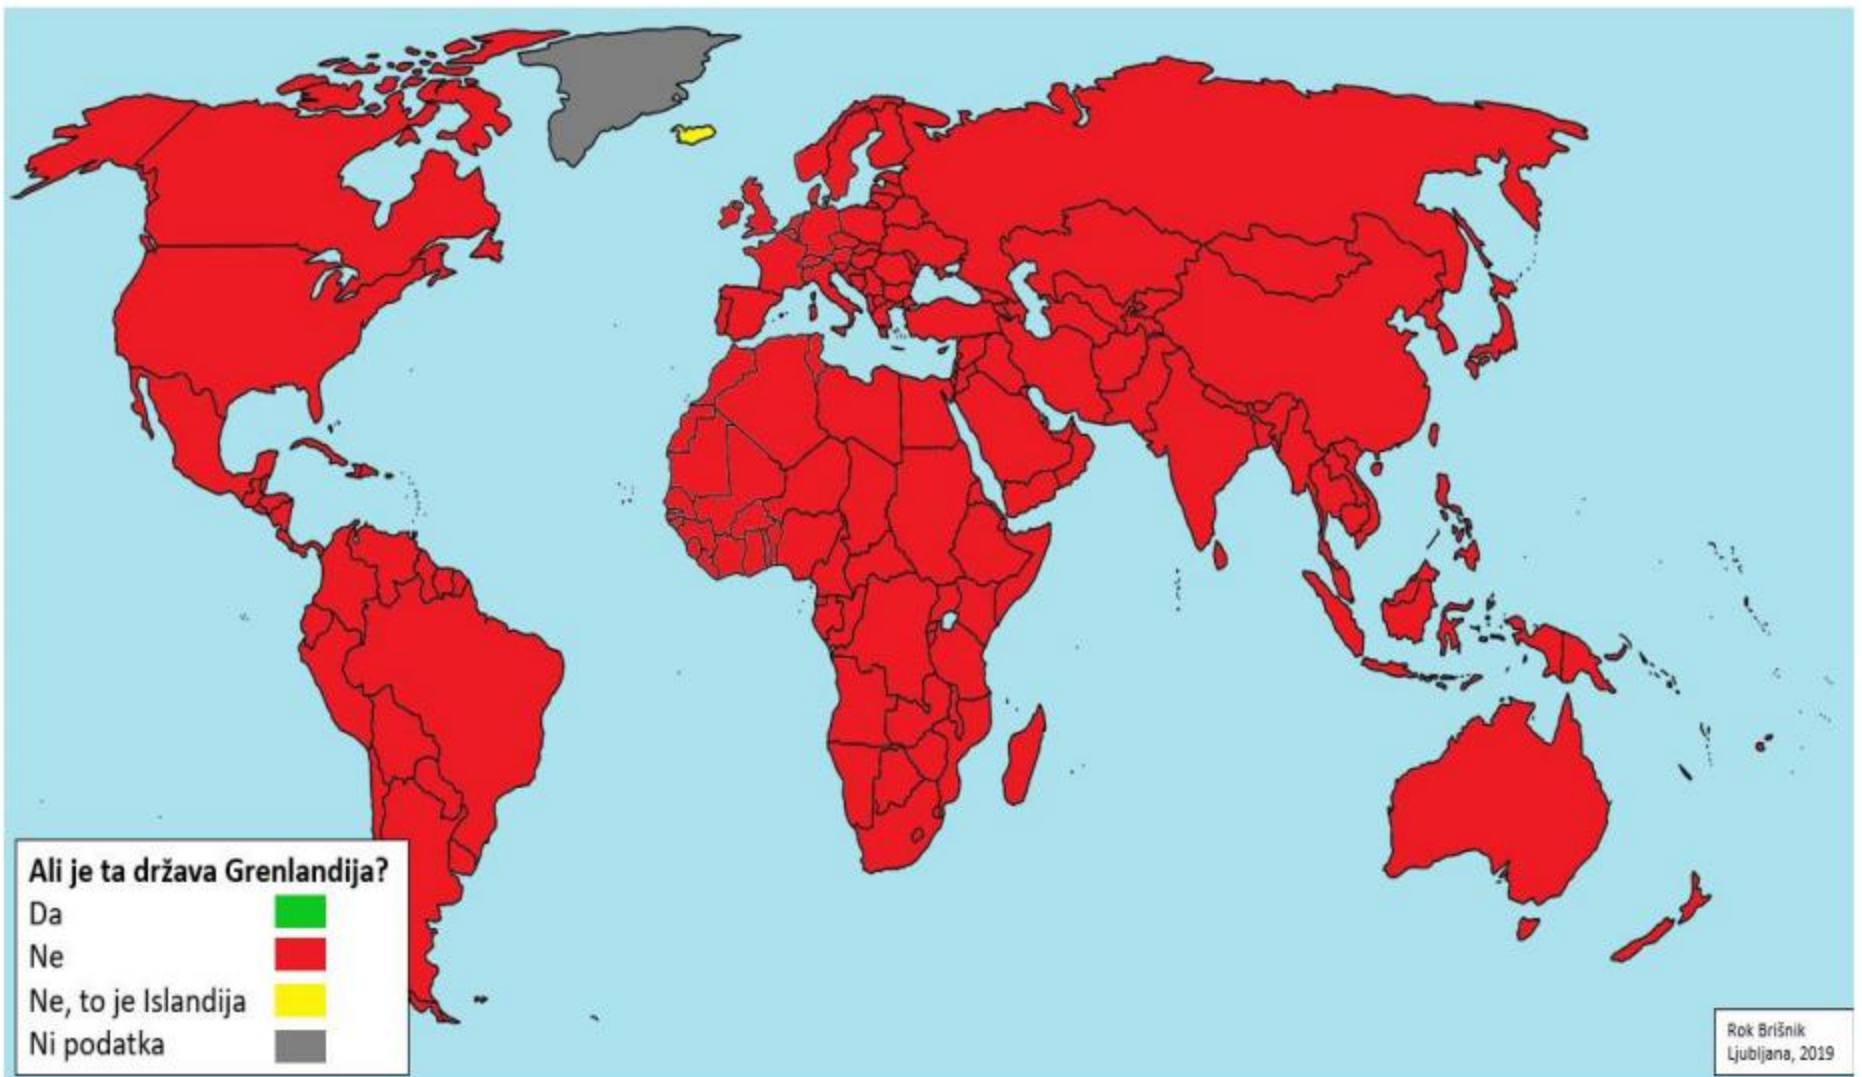 Ali je ta država Grenlandija?
Da
Ne
Ne, to je Islandija
Ni podatka
Rok Brišnik
Ljubljana, 2019